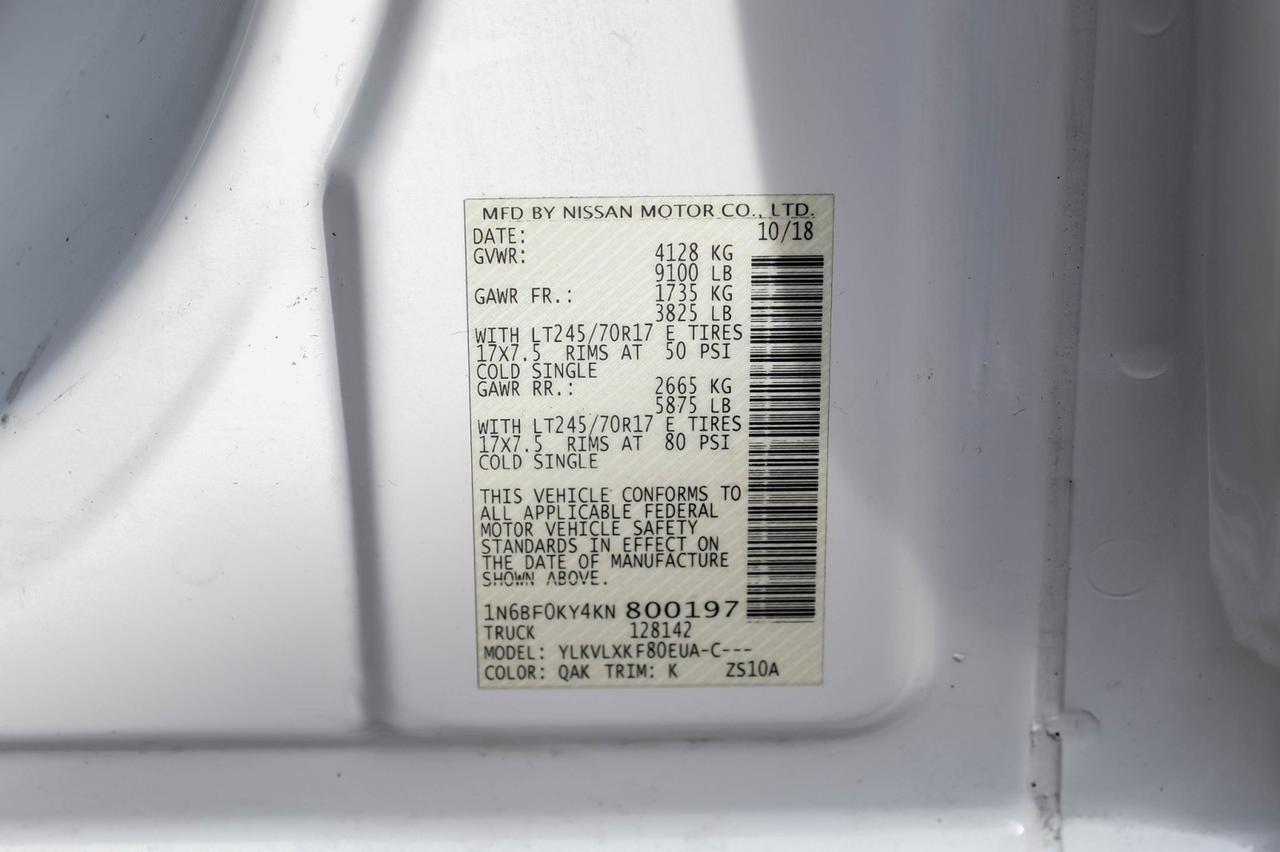 MFD BY NISSAN MOTOR CO., LTD.
DATE: 10/18
GVWR: 4128 KG
9100 LB
GAWR FR.: 1735 KG
3825 LB
WITH LT245/70R17 E TIRES
17X7.5 RIMS AT 50 PSI
COLD SINGLE
GAWR RR.: 2665 KG
5875 LB
WITH LT245/70R17 E TIRES
17X7.5 RIMS AT 80 PSI
COLD SINGLE
THIS VEHICLE CONFORMS TO
ALL APPLICABLE FEDERAL
MOTOR VEHICLE SAFETY
STANDARDS IN EFFECT ON
THE DATE OF MANUFACTURE
SHOWN ABOVE.
1N6BF0KY4KN 800197
TRUCK 128142
MODEL: YLKVLXKF80EUA-C---
COLOR: QAK TRIM: K ZS10A